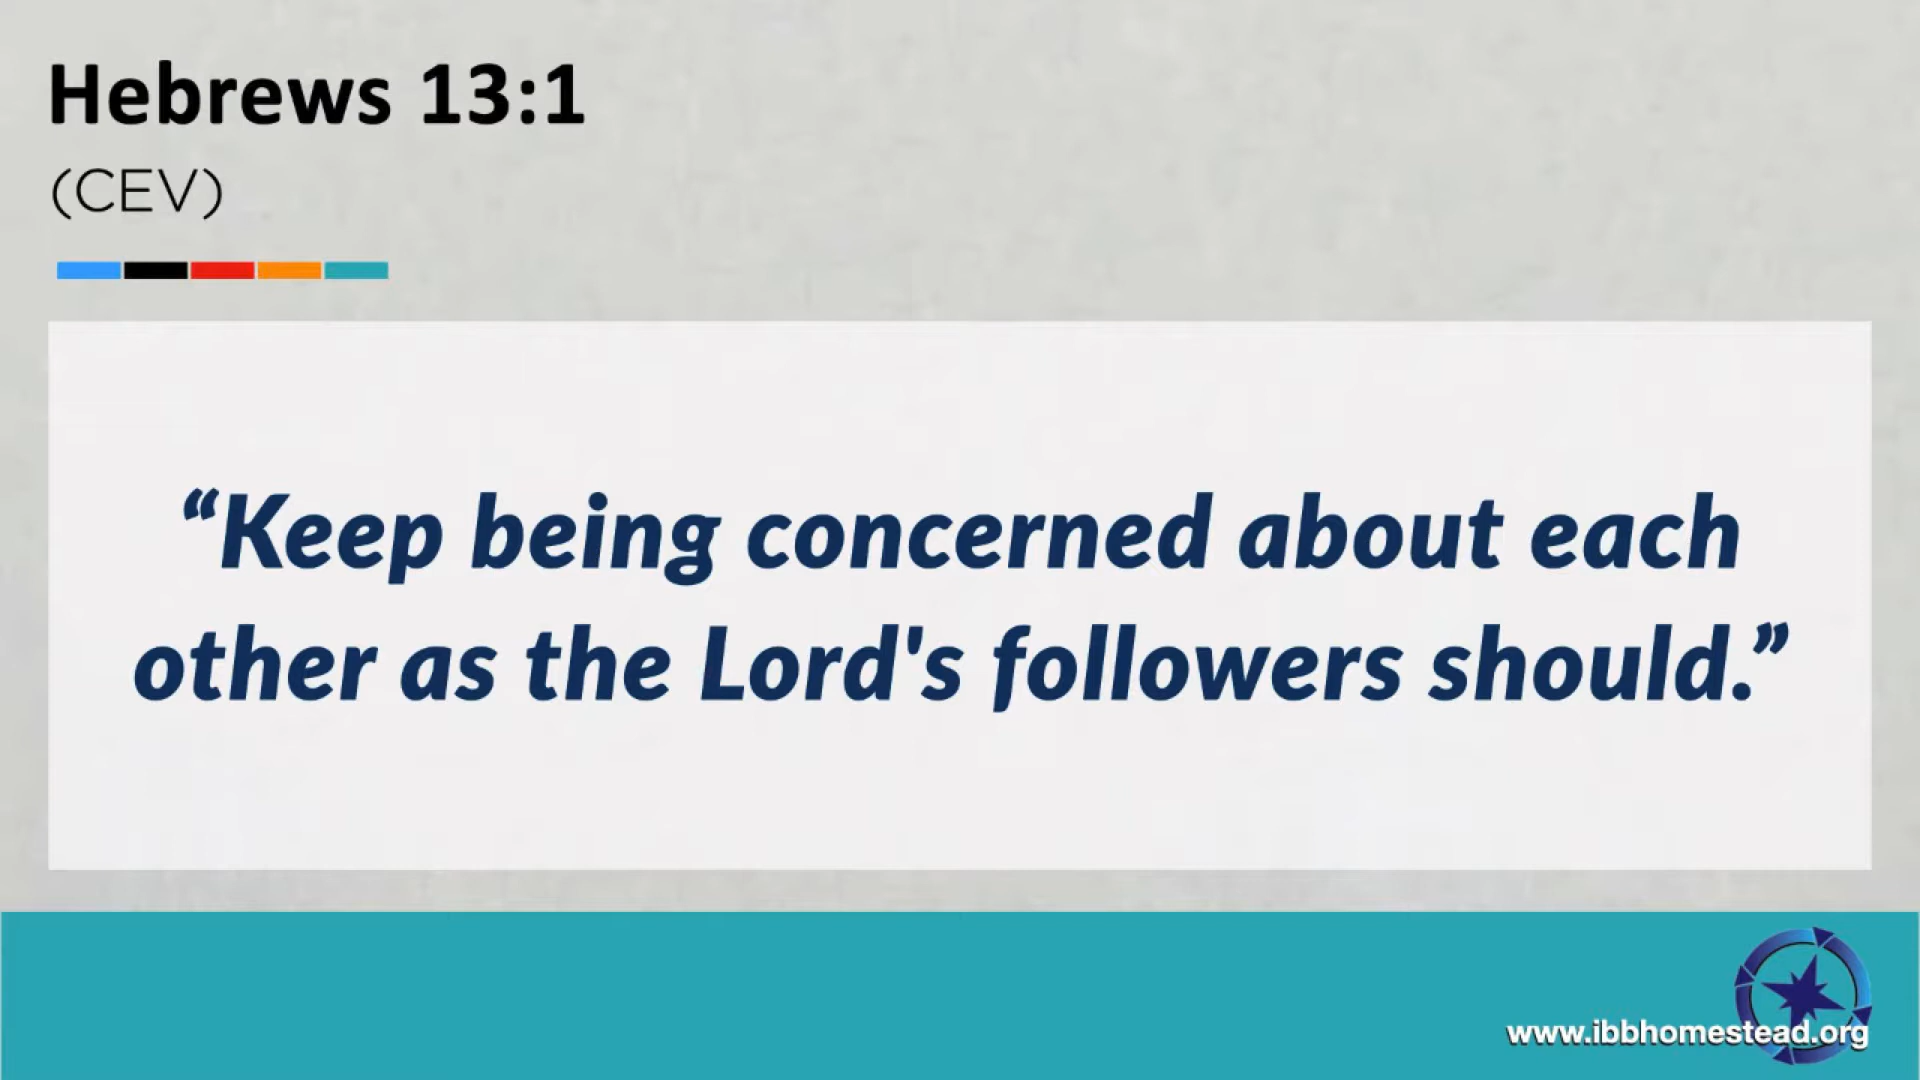 Hebrews 13:1
(CEV)
“Keep being concerned about each
other as the Lord's followers should.”
www.ibbhomestead.org